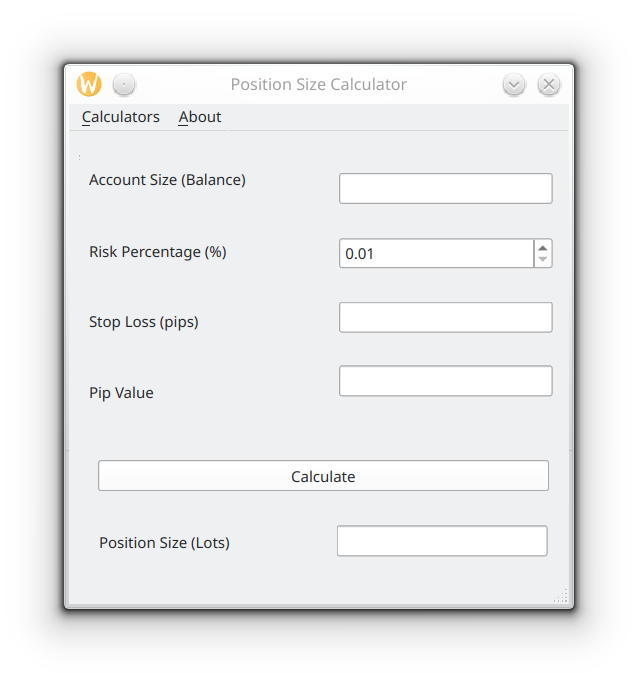 Position Size Calculator
Calculators About
Account Size (Balance)
Risk Percentage (%) 0.01
Stop Loss (pips)
Pip Value
Calculate
Position Size (Lots)